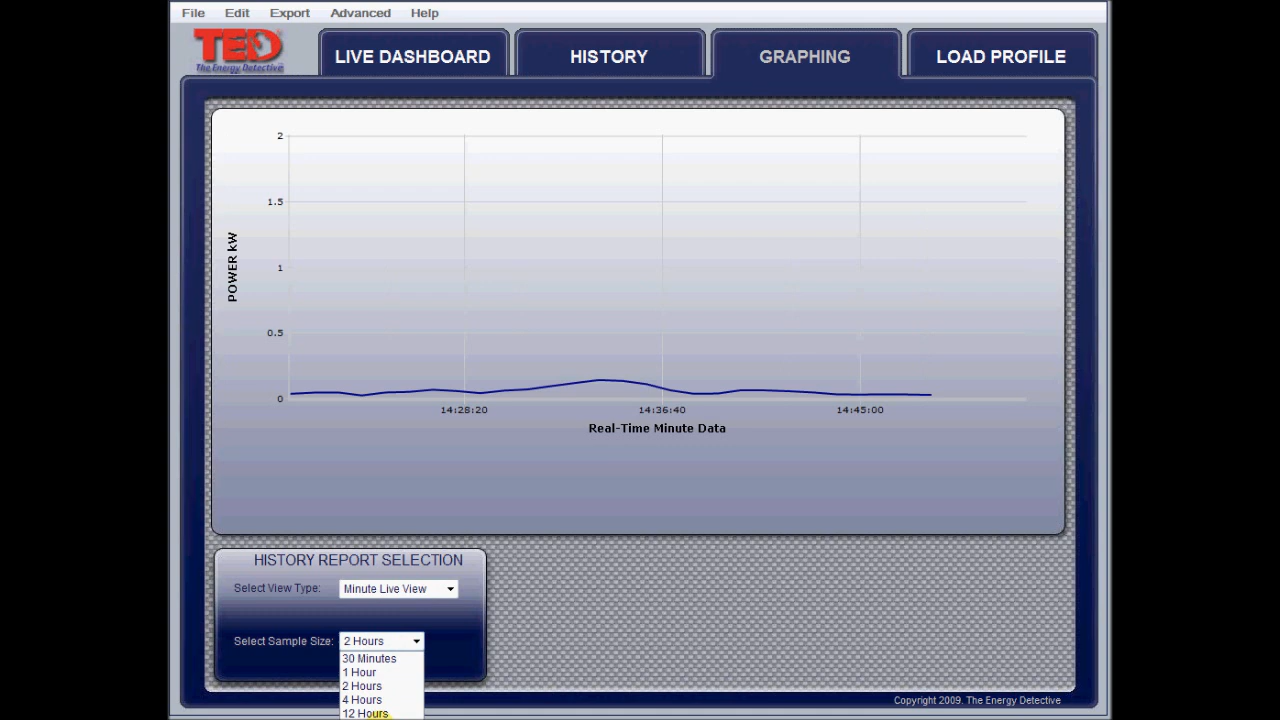 File Edit Export Advanced Help
TED
The Energy Detective
LIVE DASHBOARD HISTORY GRAPHING LOAD PROFILE
2
1.5
1
0.5
0
POWER kW
14:28:20 14:36:40 14:45:00
Real-Time Minute Data
HISTORY REPORT SELECTION
Select View Type: Minute Live View
Select Sample Size: 2 Hours
30 Minutes
1 Hour
2 Hours
4 Hours
12 Hours
Copyright 2009. The Energy Detective